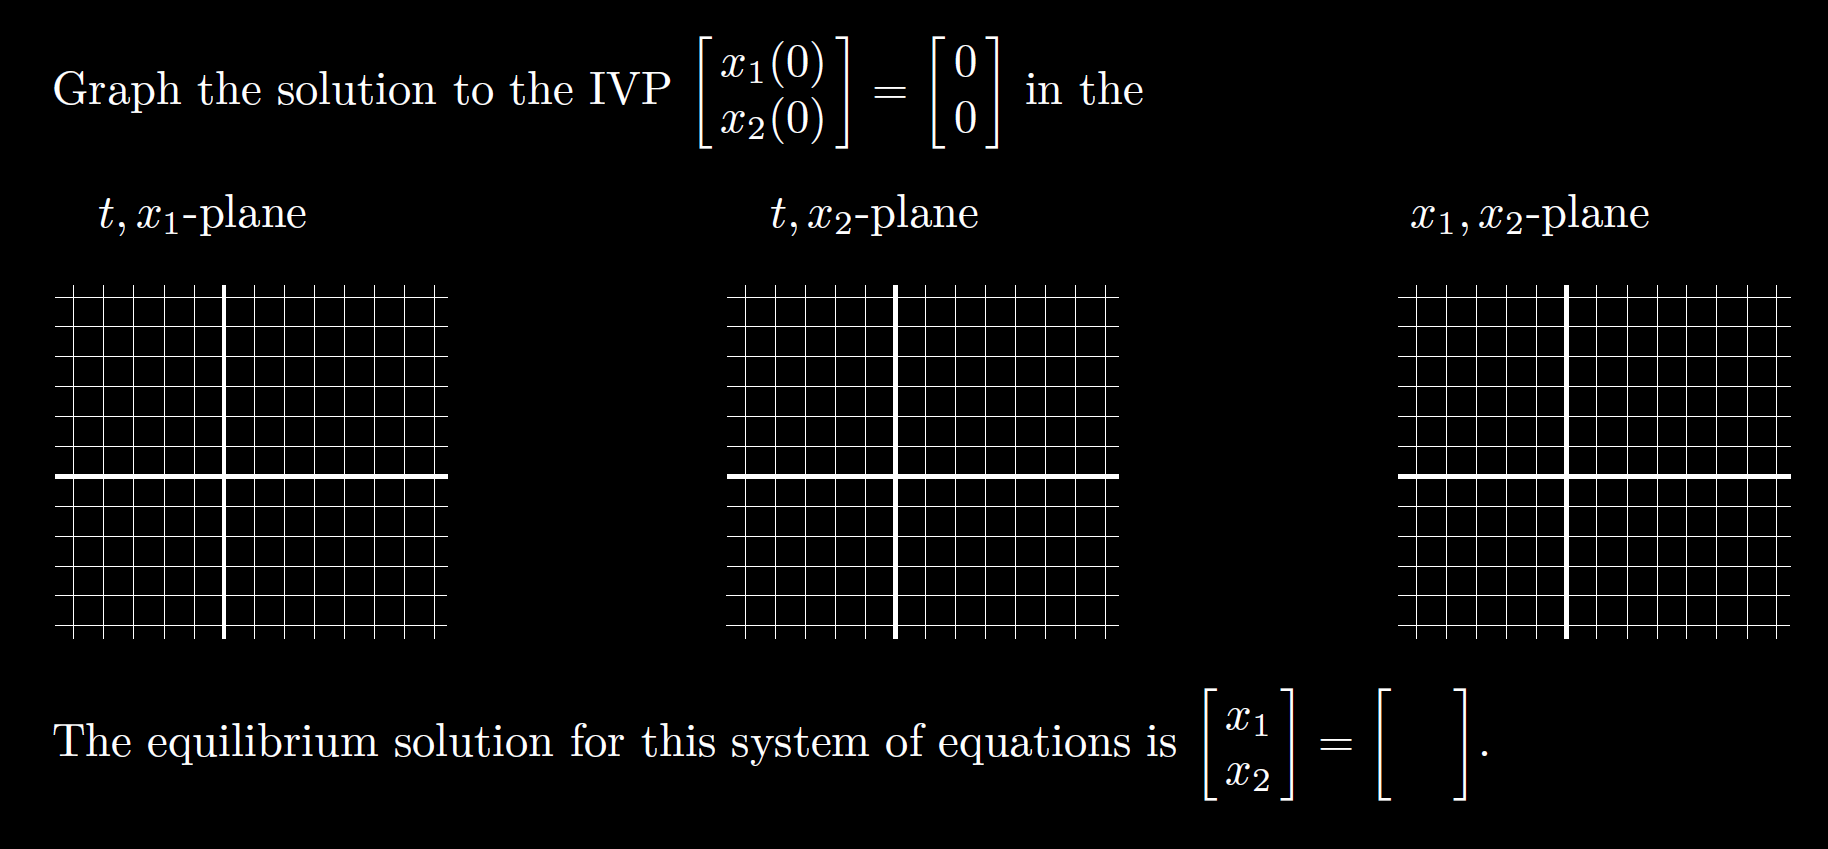 Graph the solution to the IVP [x₁(0) x₂(0)] = [0 0] in the
t, x₁-plane
t, x₂-plane
x₁, x₂-plane
The equilibrium solution for this system of equations is [x₁ x₂] = [ ].